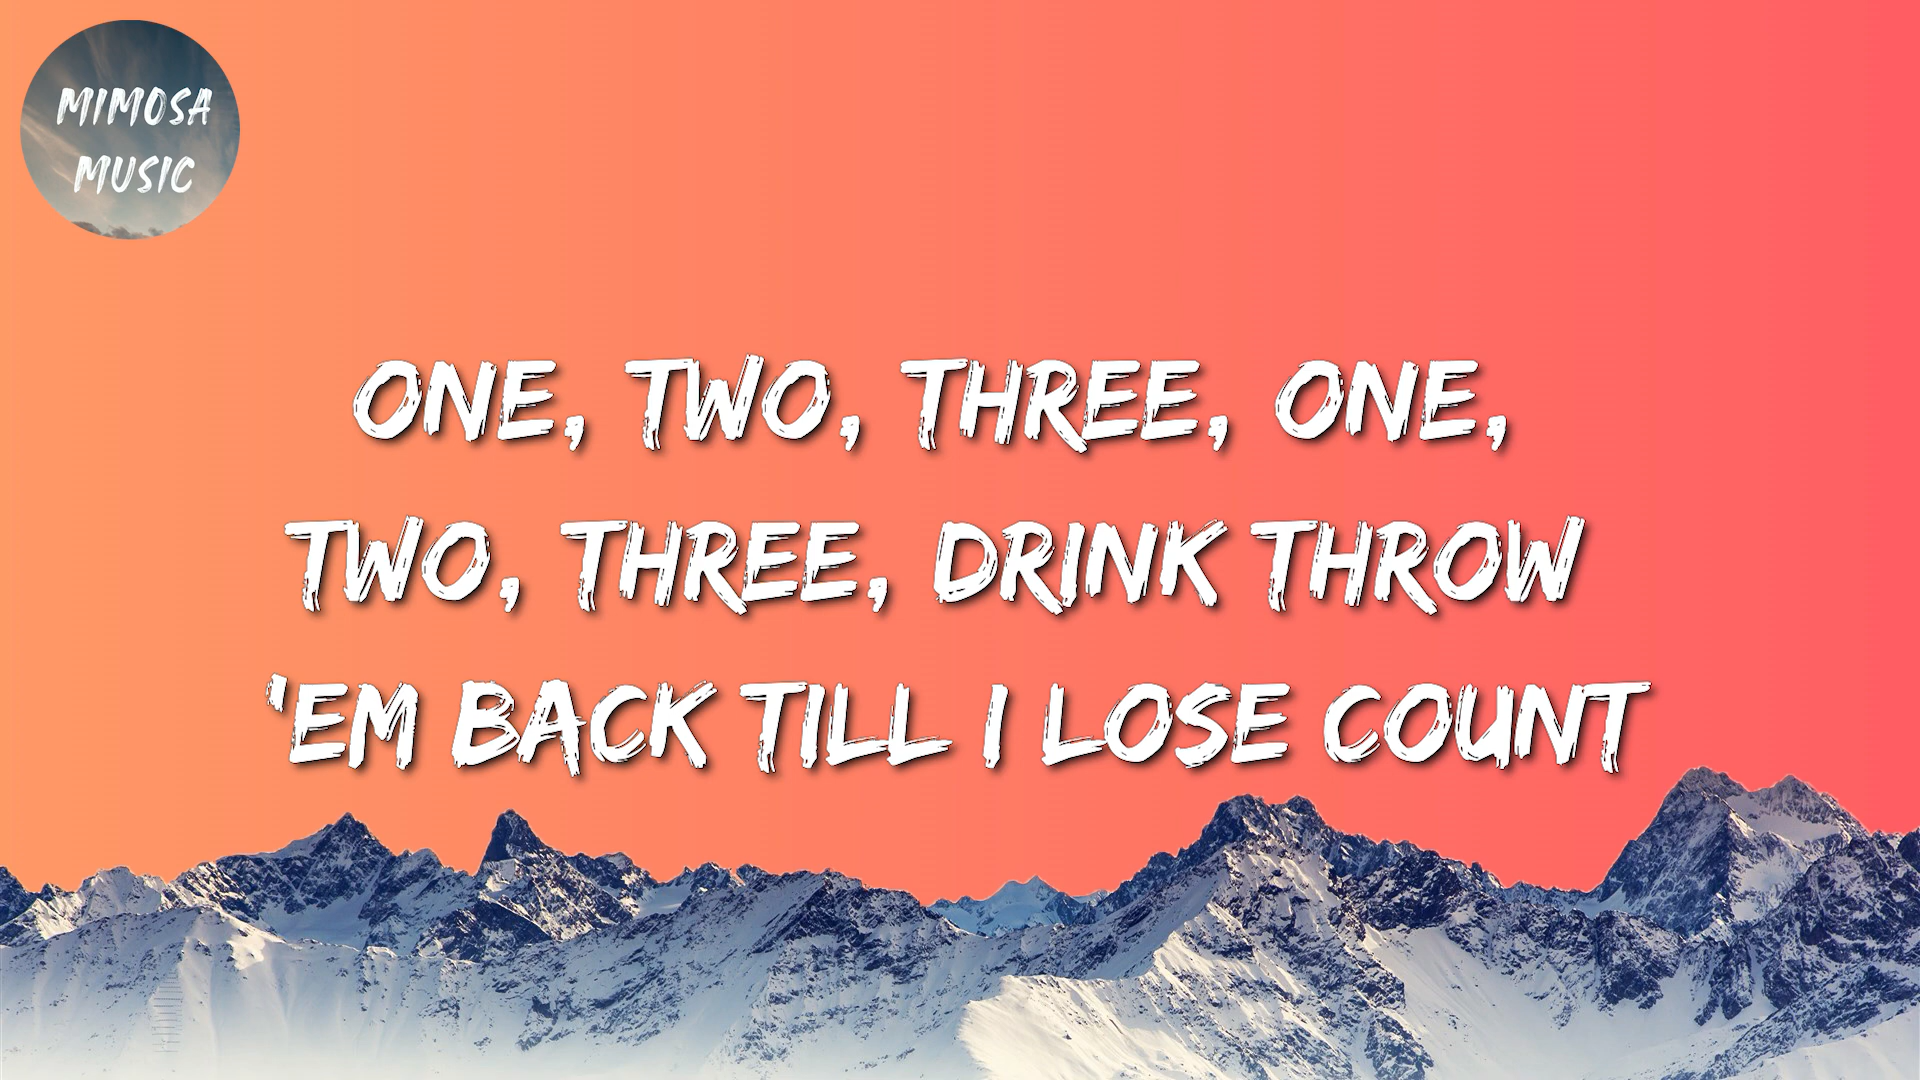 MIMOSA
MUSIC
ONE, TWO, THREE, ONE,
TWO, THREE, DRINK THROW
'EM BACK TILL I LOSE COUNT